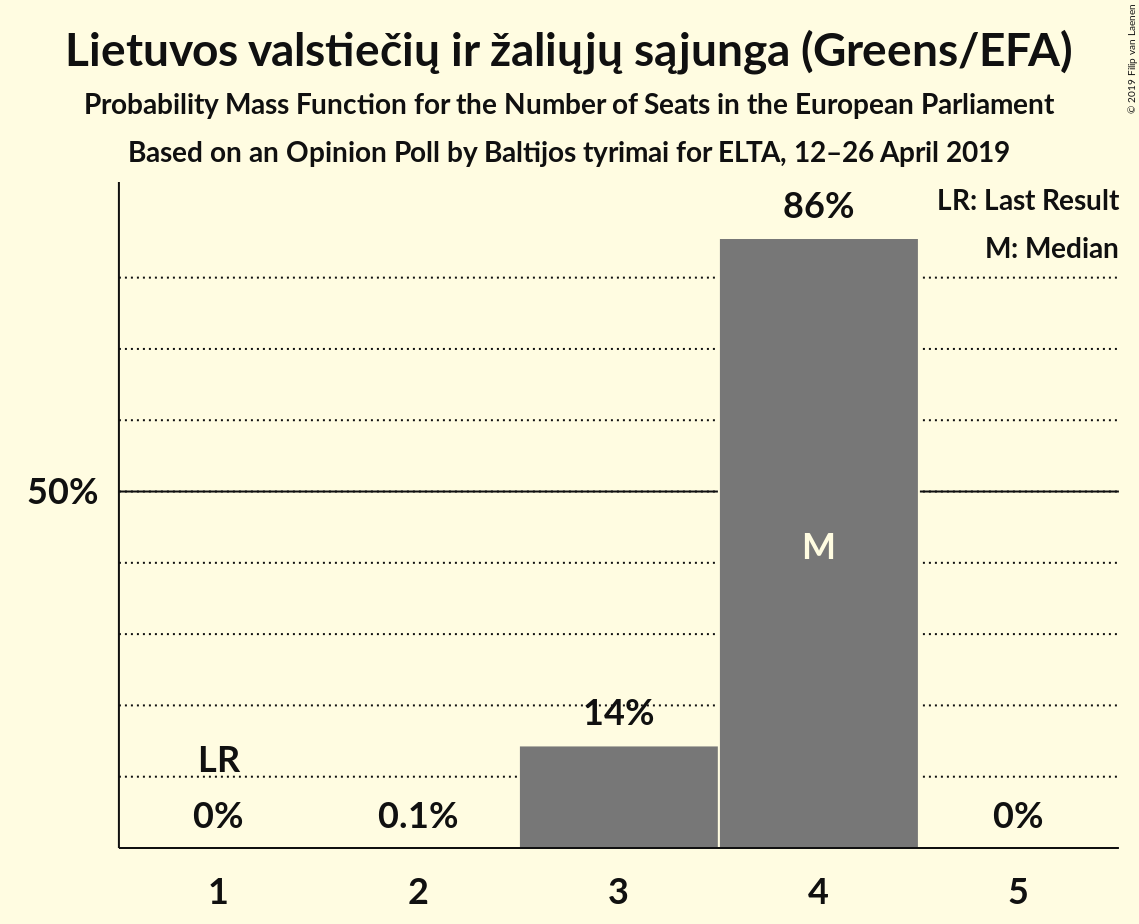 Lietuvos valstiečių ir žaliųjų sąjunga (Greens/EFA)
Probability Mass Function for the Number of Seats in the European Parliament
Based on an Opinion Poll by Baltijos tyrimai for ELTA, 12–26 April 2019
© 2019 Filip van Laenen
LR: Last Result
M: Median
86%
50%
M
14%
LR
0%
0.1%
0%
1 2 3 4 5